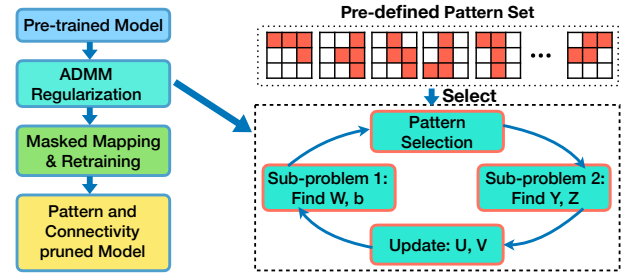 Pre-trained Model
ADMM
Regularization
Masked Mapping
& Retraining
Pattern and
Connectivity
pruned Model
Pre-defined Pattern Set
...
Select
Pattern
Selection
Sub-problem 1:
Find W, b
Sub-problem 2:
Find Y, Z
Update: U, V